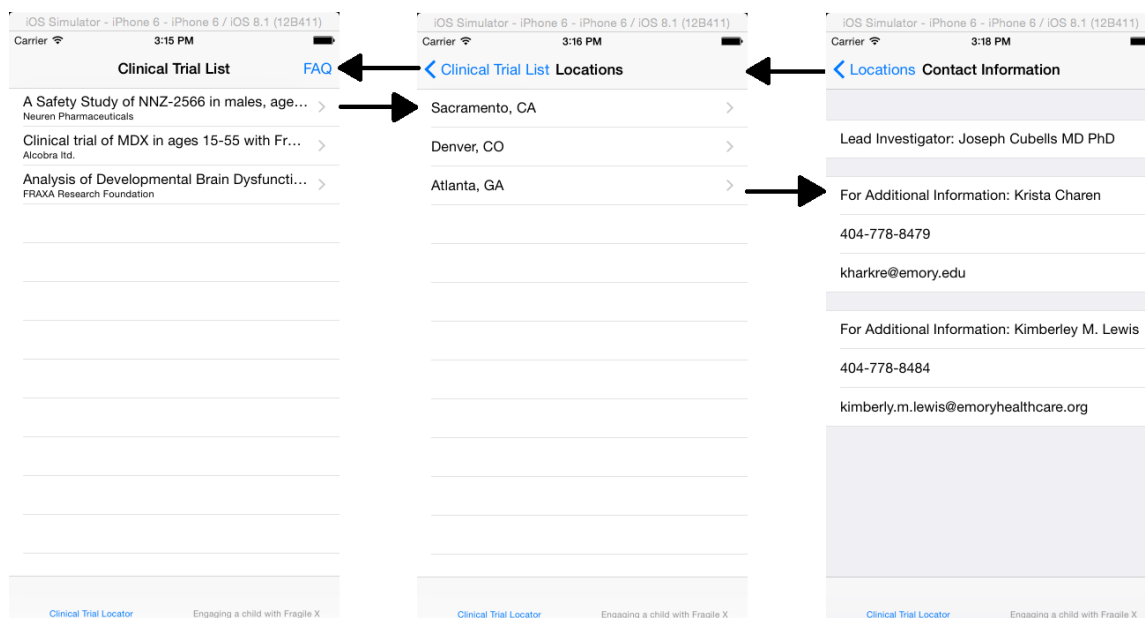 iOS Simulator - iPhone 6 - iPhone 6 / iOS 8.1 (12B411)
Carrier 3:15 PM
Clinical Trial List FAQ
A Safety Study of NNZ-2566 in males, age...
Neuren Pharmaceuticals
Clinical trial of MDX in ages 15-55 with Fr...
Alcobra ltd.
Analysis of Developmental Brain Dysfuncti...
FRAXA Research Foundation
Clinical Trial Locator Engaging a child with Fragile X
iOS Simulator - iPhone 6 - iPhone 6 / iOS 8.1 (12B411)
Carrier 3:16 PM
Clinical Trial List Locations
Sacramento, CA
Denver, CO
Atlanta, GA
Clinical Trial Locator Engaging a child with Fragile X
iOS Simulator - iPhone 6 - iPhone 6 / iOS 8.1 (12B411)
Carrier 3:18 PM
Locations Contact Information
Lead Investigator: Joseph Cubells MD PhD
For Additional Information: Krista Charen
404-778-8479
kharkre@emory.edu
For Additional Information: Kimberley M. Lewis
404-778-8484
kimberly.m.lewis@emoryhealthcare.org
Clinical Trial Locator Engaging a child with Fragile X